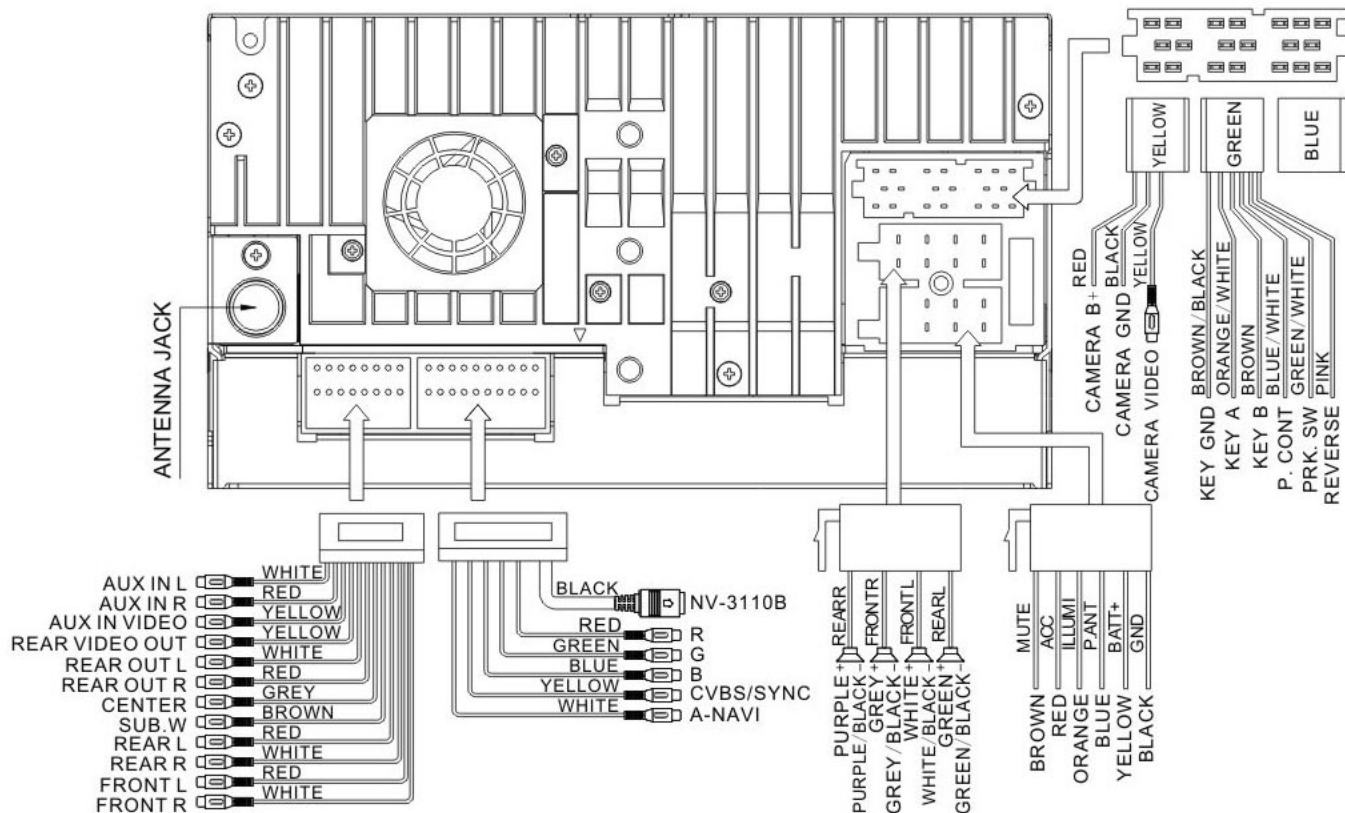 YELLOW
GREEN
BLUE
RED
BLACK
YELLOW
CAMERA B+
CAMERA GND
CAMERA VIDEO
BROWN/BLACK
ORANGE/WHITE
BROWN
BLUE/WHITE
GREEN/WHITE
PINK
KEY GND
KEY A
KEY B
P. CONT
PRK. SW
REVERSE
ANTENNA JACK
AUX IN L WHITE
AUX IN R RED
AUX IN VIDEO YELLOW
REAR VIDEO OUT YELLOW
REAR OUT L WHITE
REAR OUT R RED
CENTER GREY
SUB.W BROWN
REAR L RED
REAR R WHITE
FRONT L RED
FRONT R WHITE
BLACK NV-3110B
RED R
GREEN G
BLUE B
YELLOW CVBS/SYNC
WHITE A-NAVI
REARR
FRONTR
FRONTL
REARL
PURPLE +
PURPLE/BLACK -
GREY +
GREY/BLACK -
WHITE +
WHITE/BLACK -
GREEN +
GREEN/BLACK -
MUTE
ACC
ILLUMI
P.ANT
BATT+
GND
BROWN
RED
ORANGE
BLUE
YELLOW
BLACK